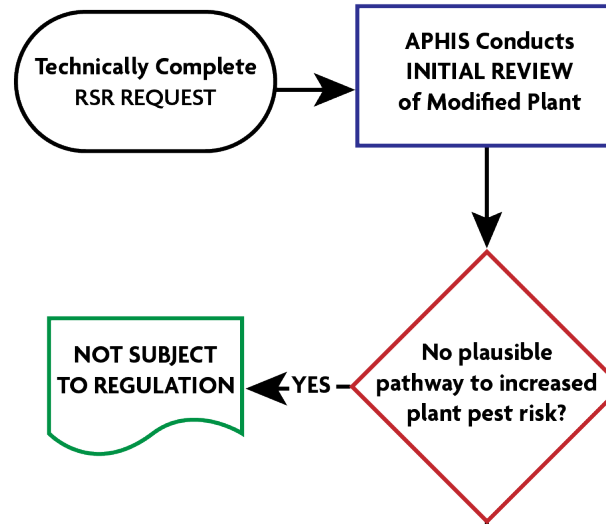 Technically Complete
RSR REQUEST
APHIS Conducts
INITIAL REVIEW
of Modified Plant
No plausible
pathway to increased
plant pest risk?
YES
NOT SUBJECT
TO REGULATION